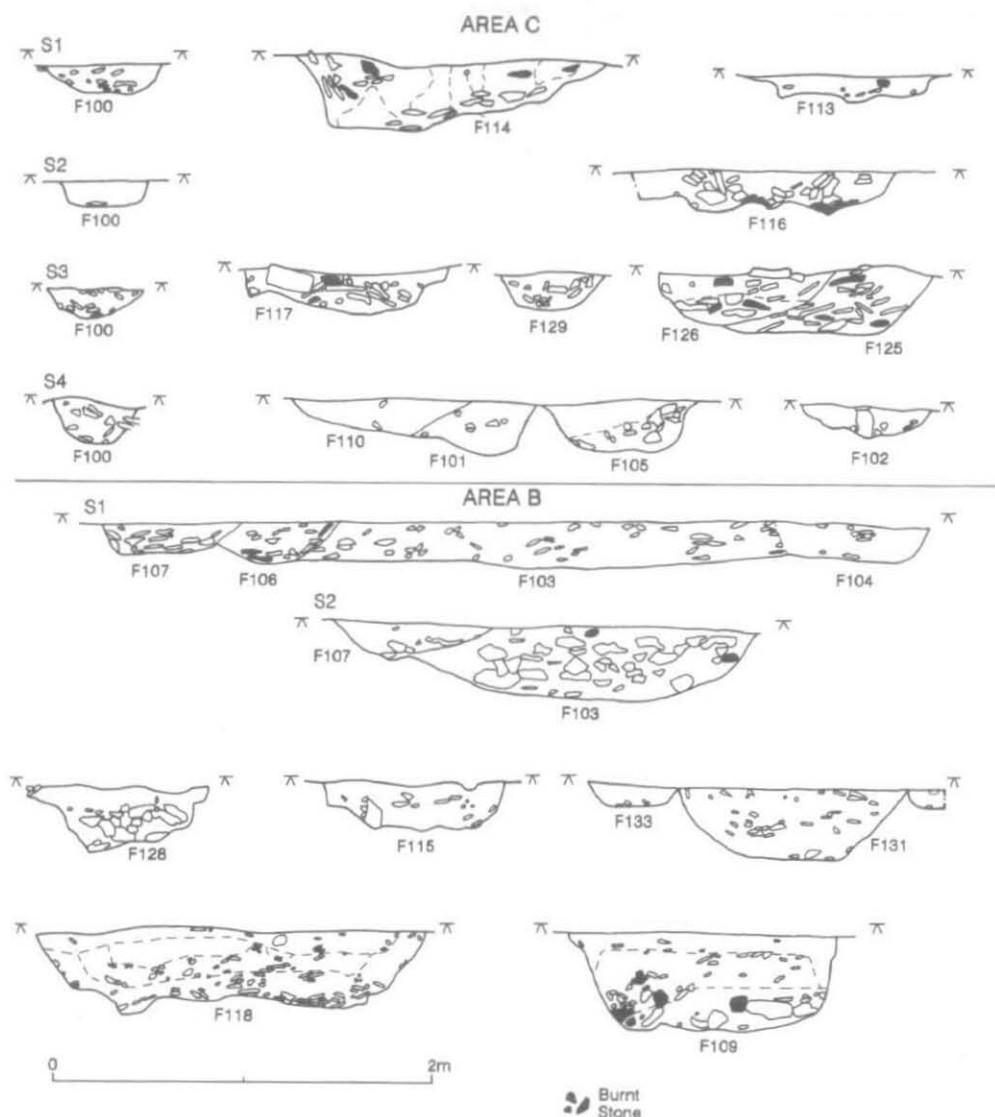 AREA C
S1
F100
F114
F113
S2
F100
F116
S3
F100
F117
F129
F126
F125
S4
F100
F110
F101
F105
F102
AREA B
S1
F107
F106
F103
F104
S2
F107
F103
F128
F115
F133
F131
F118
F109
0
2m
Burnt
Stone